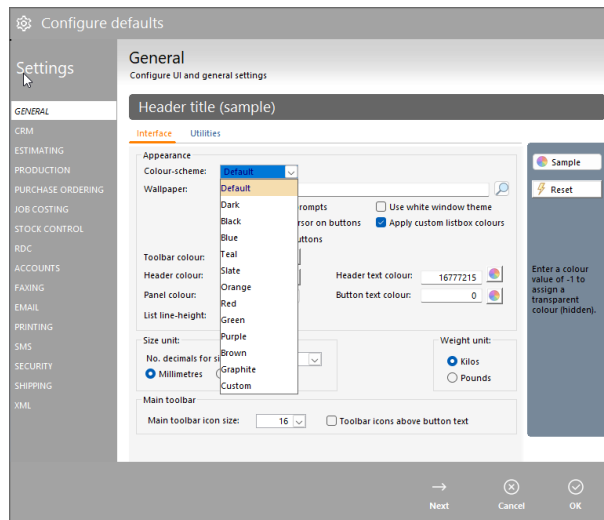 Configure defaults
Settings
GENERAL
CRM
ESTIMATING
PRODUCTION
PURCHASE ORDERING
JOB COSTING
STOCK CONTROL
RDC
ACCOUNTS
FAXING
EMAIL
PRINTING
SMS
SECURITY
SHIPPING
XML
General
Configure UI and general settings
Header title (sample)
Interface Utilities
Appearance
Colour-scheme: Default
Default
Dark
Black
Blue
Teal
Slate
Orange
Red
Green
Purple
Brown
Graphite
Custom
Wallpaper:
rompts Use white window theme
rsor on buttons Apply custom listbox colours
uttons
Toolbar colour:
Header colour: Header text colour: 16777215
Panel colour: Button text colour: 0
List line-height:
Size unit:
No. decimals for si
Millimetres
Weight unit:
Kilos
Pounds
Main toolbar
Main toolbar icon size: 16 Toolbar icons above button text
Sample
Reset
Enter a colour
value of -1 to
assign a
transparent
colour (hidden).
Next Cancel OK